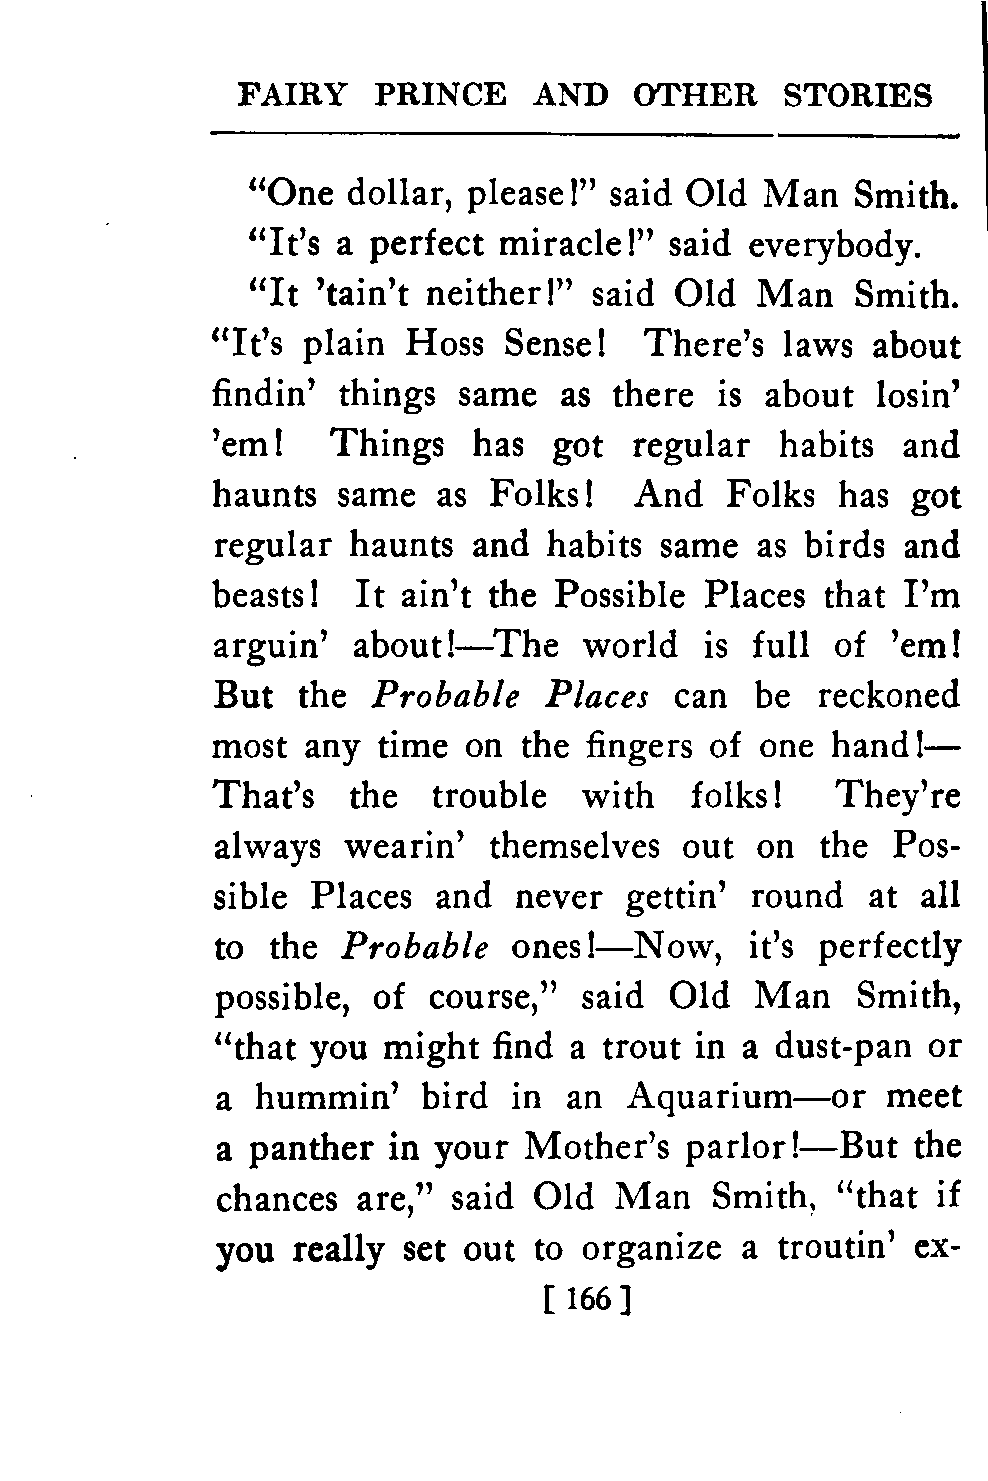 FAIRY PRINCE AND OTHER STORIES
“One dollar, please!” said Old Man Smith.
“It’s a perfect miracle!” said everybody.
“It ’tain’t neither!” said Old Man Smith.
“It’s plain Hoss Sense! There’s laws about
findin’ things same as there is about losin’
’em! Things has got regular habits and
haunts same as Folks! And Folks has got
regular haunts and habits same as birds and
beasts! It ain’t the Possible Places that I’m
arguin’ about!—The world is full of ’em!
But the Probable Places can be reckoned
most any time on the fingers of one hand!—
That’s the trouble with folks! They’re
always wearin’ themselves out on the Pos-
sible Places and never gettin’ round at all
to the Probable ones!—Now, it’s perfectly
possible, of course,” said Old Man Smith,
“that you might find a trout in a dust-pan or
a hummin’ bird in an Aquarium—or meet
a panther in your Mother’s parlor!—But the
chances are,” said Old Man Smith, “that if
you really set out to organize a troutin’ ex-
[ 166 ]